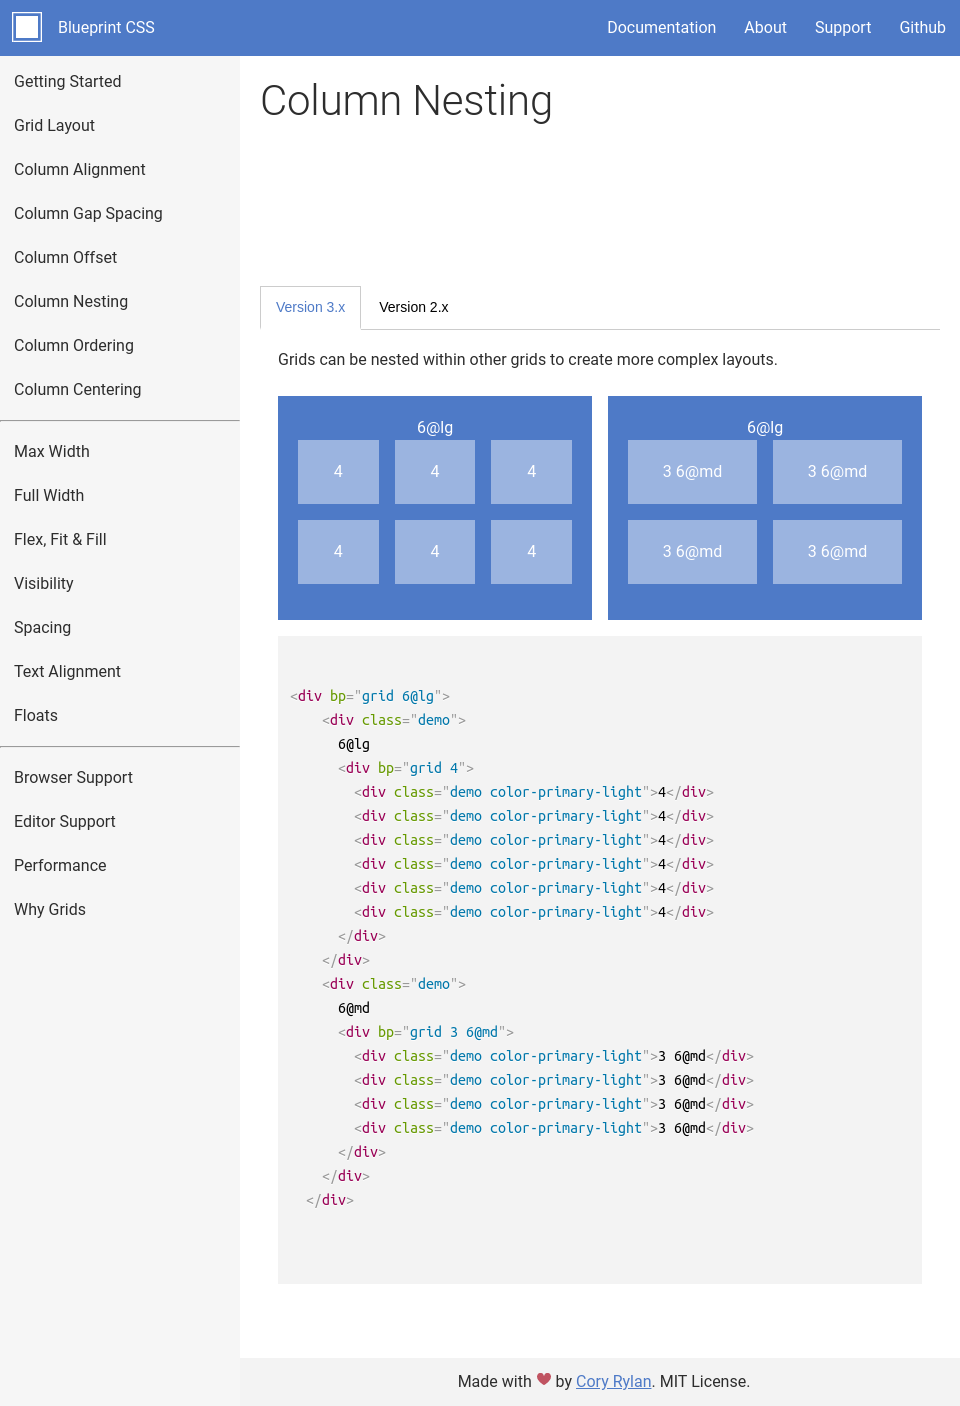 Blueprint CSS
Documentation About Support Github
Getting Started
Grid Layout
Column Alignment
Column Gap Spacing
Column Offset
Column Nesting
Column Ordering
Column Centering
Max Width
Full Width
Flex, Fit & Fill
Visibility
Spacing
Text Alignment
Floats
Browser Support
Editor Support
Performance
Why Grids
Column Nesting
Version 3.x Version 2.x
Grids can be nested within other grids to create more complex layouts.
6@lg
4 4 4
4 4 4
6@lg
3 6@md 3 6@md
3 6@md 3 6@md
<div bp="grid 6@lg">
    <div class="demo">
      6@lg
      <div bp="grid 4">
        <div class="demo color-primary-light">4</div>
        <div class="demo color-primary-light">4</div>
        <div class="demo color-primary-light">4</div>
        <div class="demo color-primary-light">4</div>
        <div class="demo color-primary-light">4</div>
        <div class="demo color-primary-light">4</div>
      </div>
    </div>
    <div class="demo">
      6@md
      <div bp="grid 3 6@md">
        <div class="demo color-primary-light">3 6@md</div>
        <div class="demo color-primary-light">3 6@md</div>
        <div class="demo color-primary-light">3 6@md</div>
        <div class="demo color-primary-light">3 6@md</div>
      </div>
    </div>
  </div>
Made with ❤ by Cory Rylan. MIT License.